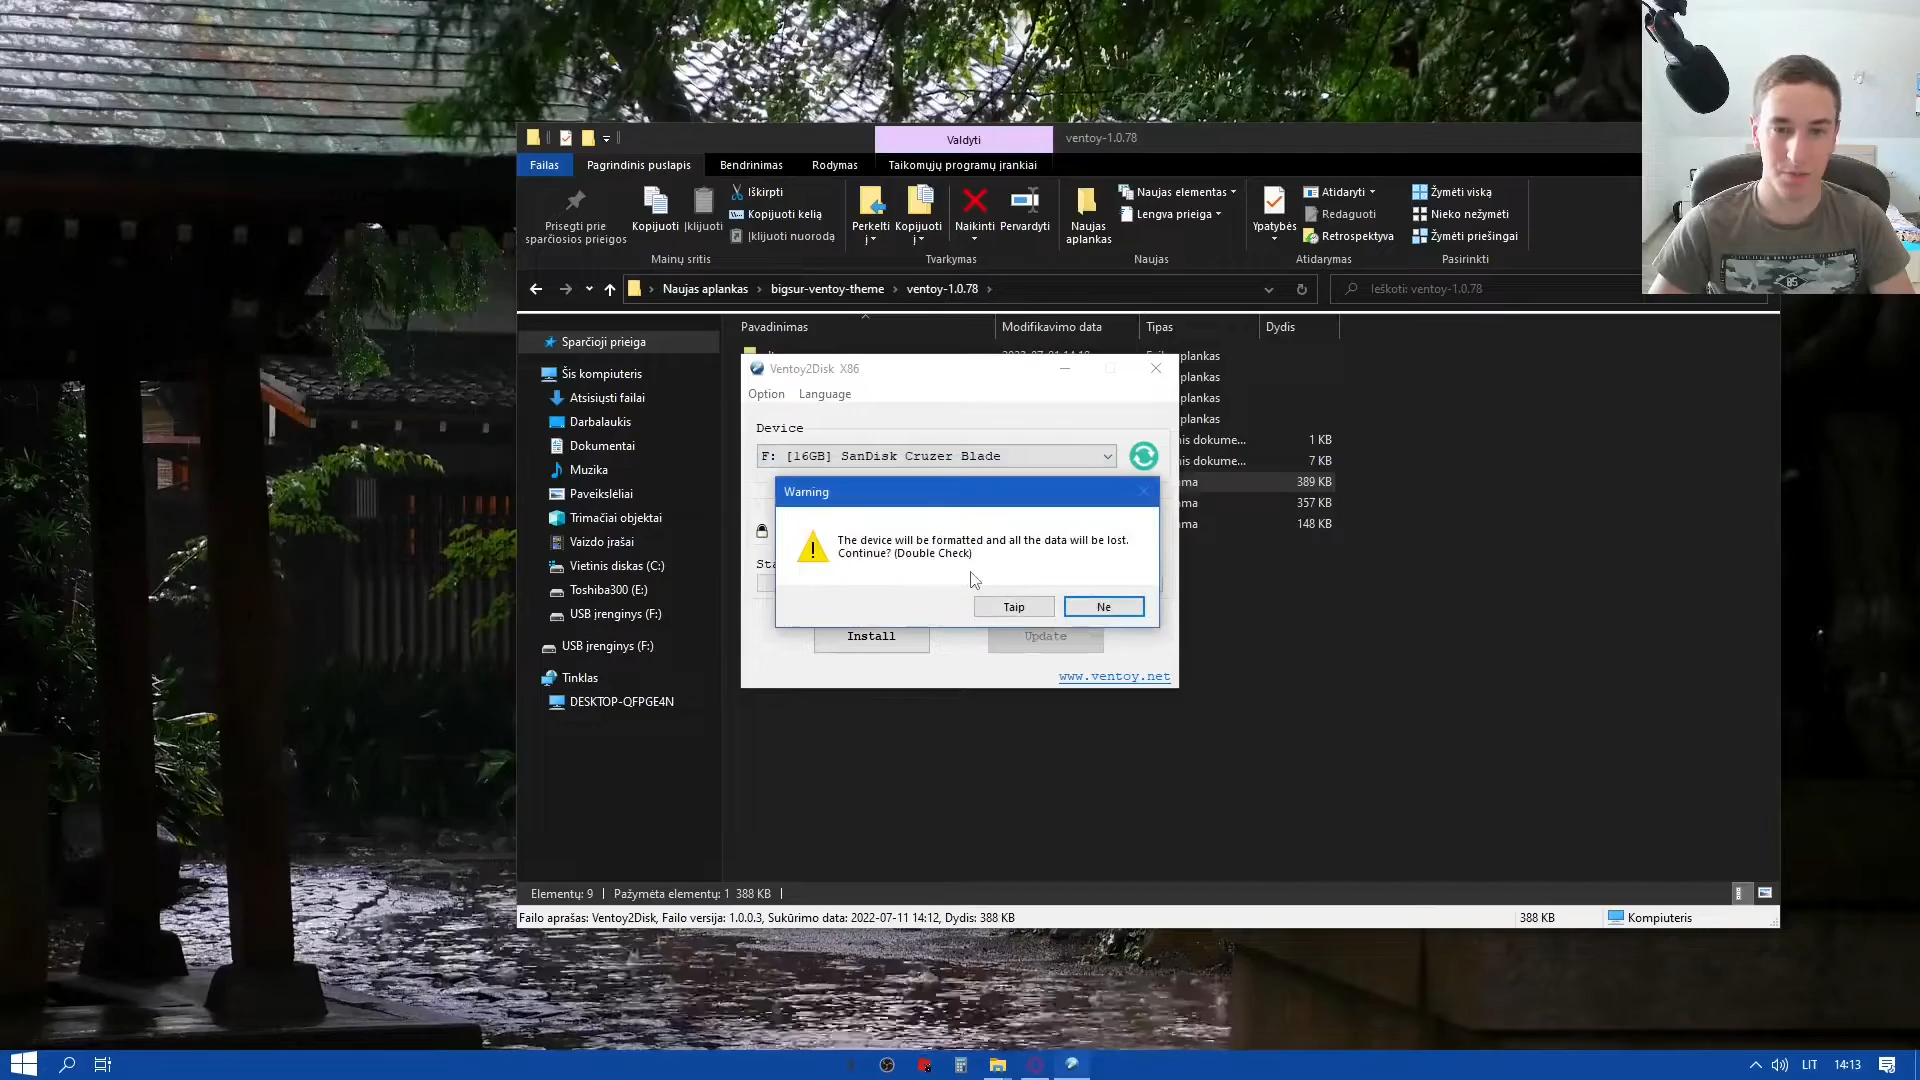 Valdyti
ventoy-1.0.78
Failas
Pagrindinis puslapis
Bendrinimas
Rodymas
Taikomųjų programų įrankiai
Prisegti prie
sparčiosios prieigos
Kopijuoti
Įklijuoti
Iškirpti
Kopijuoti kelią
Įklijuoti nuorodą
Mainų sritis
Perkelti
į
Kopijuoti
į
Naikinti
Pervardyti
Tvarkymas
Naujas
aplankas
Naujas elementas
Lengva prieiga
Naujas
Ypatybės
Atidaryti
Redaguoti
Retrospektyva
Atidarymas
Žymėti viską
Nieko nežymėti
Žymėti priešingai
Pasirinkti
Naujas aplankas
bigsur-ventoy-theme
ventoy-1.0.78
Ieškoti: ventoy-1.0.78
Pavadinimas
Modifikavimo data
Tipas
Dydis
Sparčioji prieiga
Šis kompiuteris
Atsisiųsti failai
Darbalaukis
Dokumentai
Muzika
Paveikslėliai
Trimačiai objektai
Vaizdo įrašai
Vietinis diskas (C:)
Toshiba300 (E:)
USB įrenginys (F:)
USB įrenginys (F:)
Tinklas
DESKTOP-QFPGE4N
plankas
plankas
plankas
plankas
nis dokume...
1 KB
nis dokume...
7 KB
ma
389 KB
ma
357 KB
ma
148 KB
Ventoy2Disk X86
Option
Language
Device
F: [16GB] SanDisk Cruzer Blade
Warning
The device will be formatted and all the data will be lost.
Continue? (Double Check)
Taip
Ne
Sta
Install
Update
www.ventoy.net
Elementų: 9
Pažymėta elementų: 1 388 KB
Failo aprašas: Ventoy2Disk, Failo versija: 1.0.0.3, Sukūrimo data: 2022-07-11 14:12, Dydis: 388 KB
388 KB
Kompiuteris
LIT
14:13